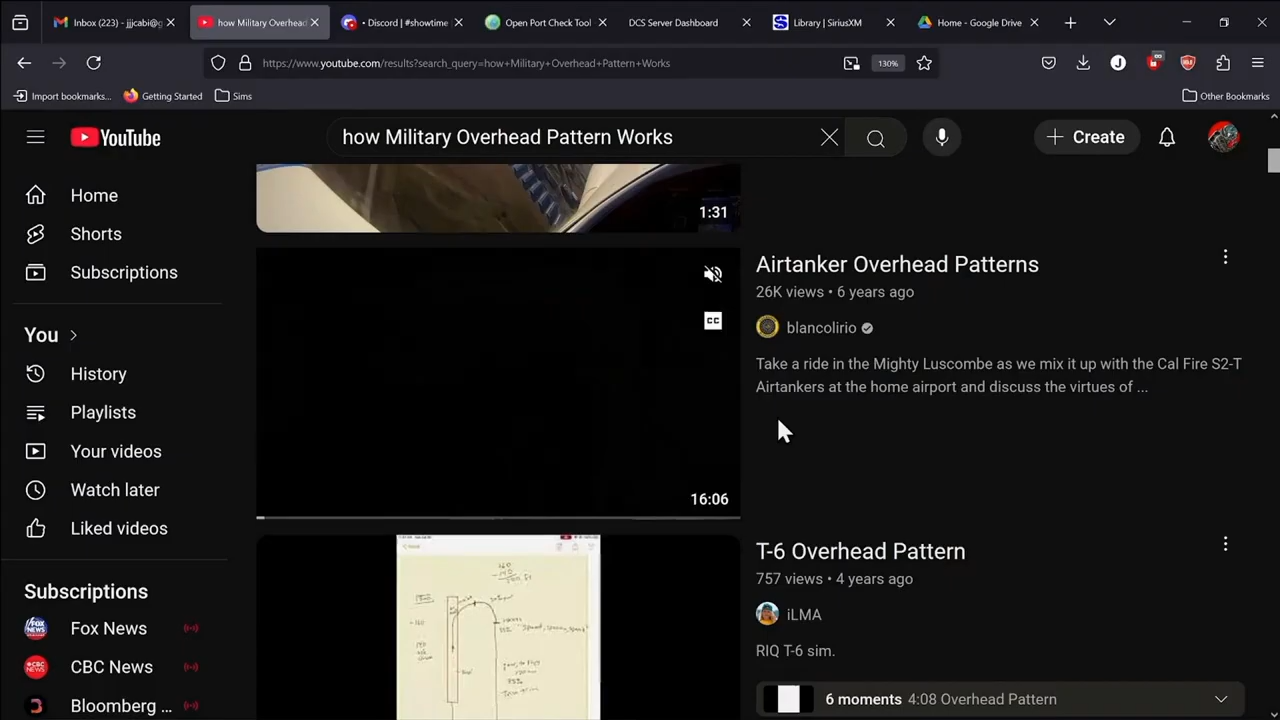 Inbox (223) - jjjcabi@g
how Military Overhead
• Discord | #showtime
Open Port Check Tool
DCS Server Dashboard
Library | SiriusXM
Home - Google Drive
https://www.youtube.com/results?search_query=how+Military+Overhead+Pattern+Works
130%
Import bookmarks...
Getting Started
Sims
Other Bookmarks
YouTube
how Military Overhead Pattern Works
Create
Home
Shorts
Subscriptions
You
History
Playlists
Your videos
Watch later
Liked videos
Subscriptions
Fox News
CBC News
Bloomberg ...
1:31
CC
16:06
Airtanker Overhead Patterns
26K views • 6 years ago
blancolirio
Take a ride in the Mighty Luscombe as we mix it up with the Cal Fire S2-T
Airtankers at the home airport and discuss the virtues of ...
T-6 Overhead Pattern
757 views • 4 years ago
iLMA
RIQ T-6 sim.
6 moments 4:08 Overhead Pattern